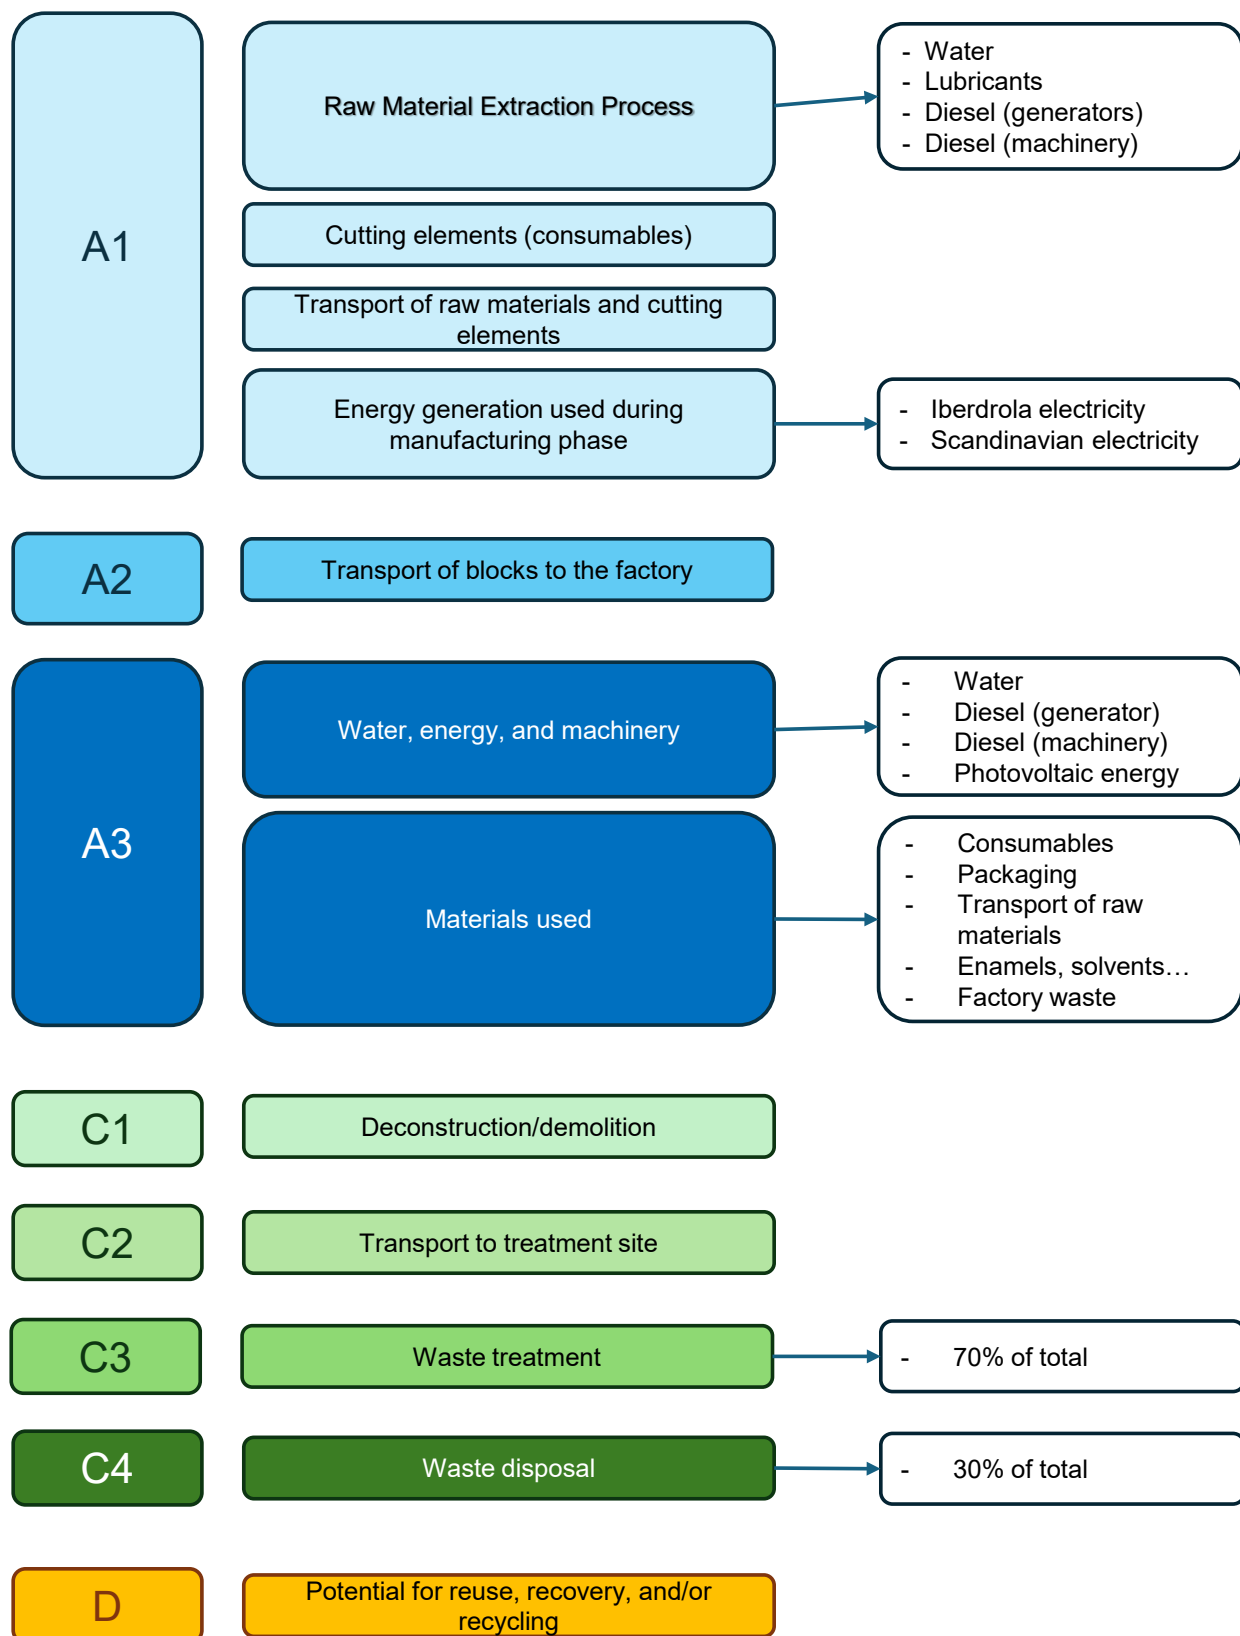 A1
Raw Material Extraction Process
- Water
- Lubricants
- Diesel (generators)
- Diesel (machinery)
Cutting elements (consumables)
Transport of raw materials and cutting
elements
Energy generation used during
manufacturing phase
- Iberdrola electricity
- Scandinavian electricity
A2
Transport of blocks to the factory
A3
Water, energy, and machinery
- Water
- Diesel (generator)
- Diesel (machinery)
- Photovoltaic energy
Materials used
- Consumables
- Packaging
- Transport of raw
materials
- Enamels, solvents…
- Factory waste
C1
Deconstruction/demolition
C2
Transport to treatment site
C3
Waste treatment
- 70% of total
C4
Waste disposal
- 30% of total
D
Potential for reuse, recovery, and/or
recycling